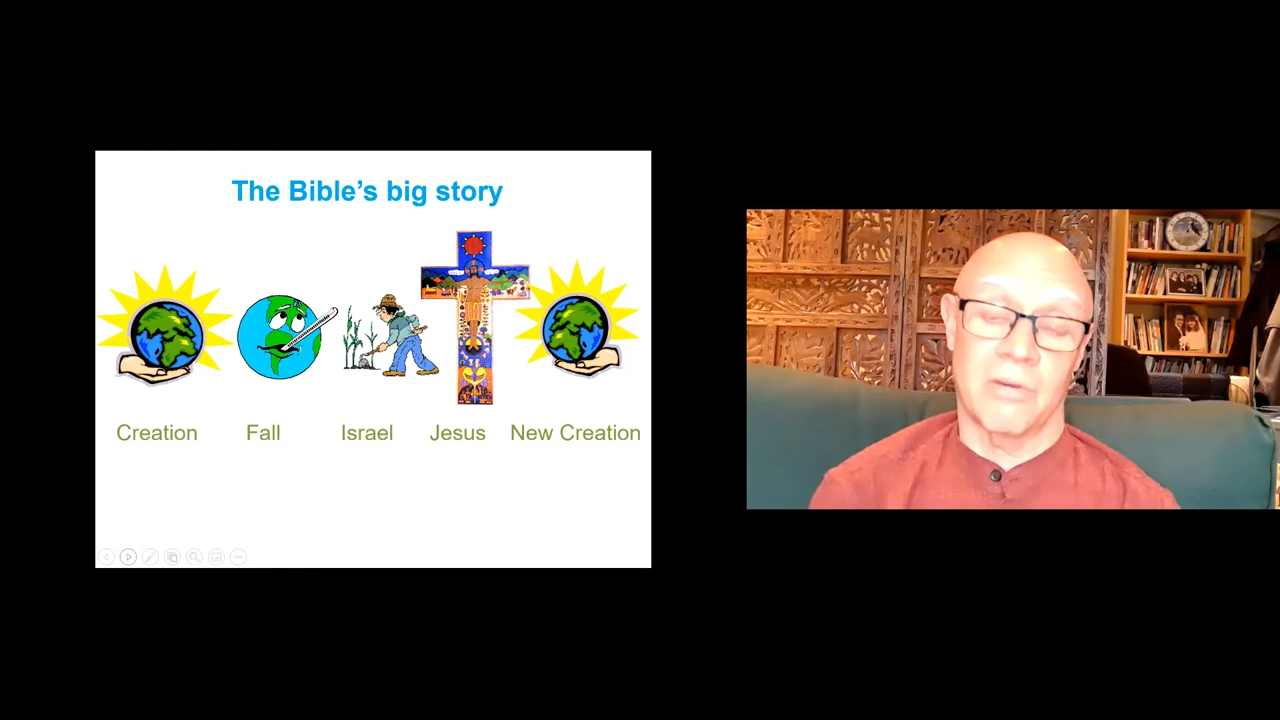 The Bible's big story
Creation
Fall
Israel
Jesus
New Creation